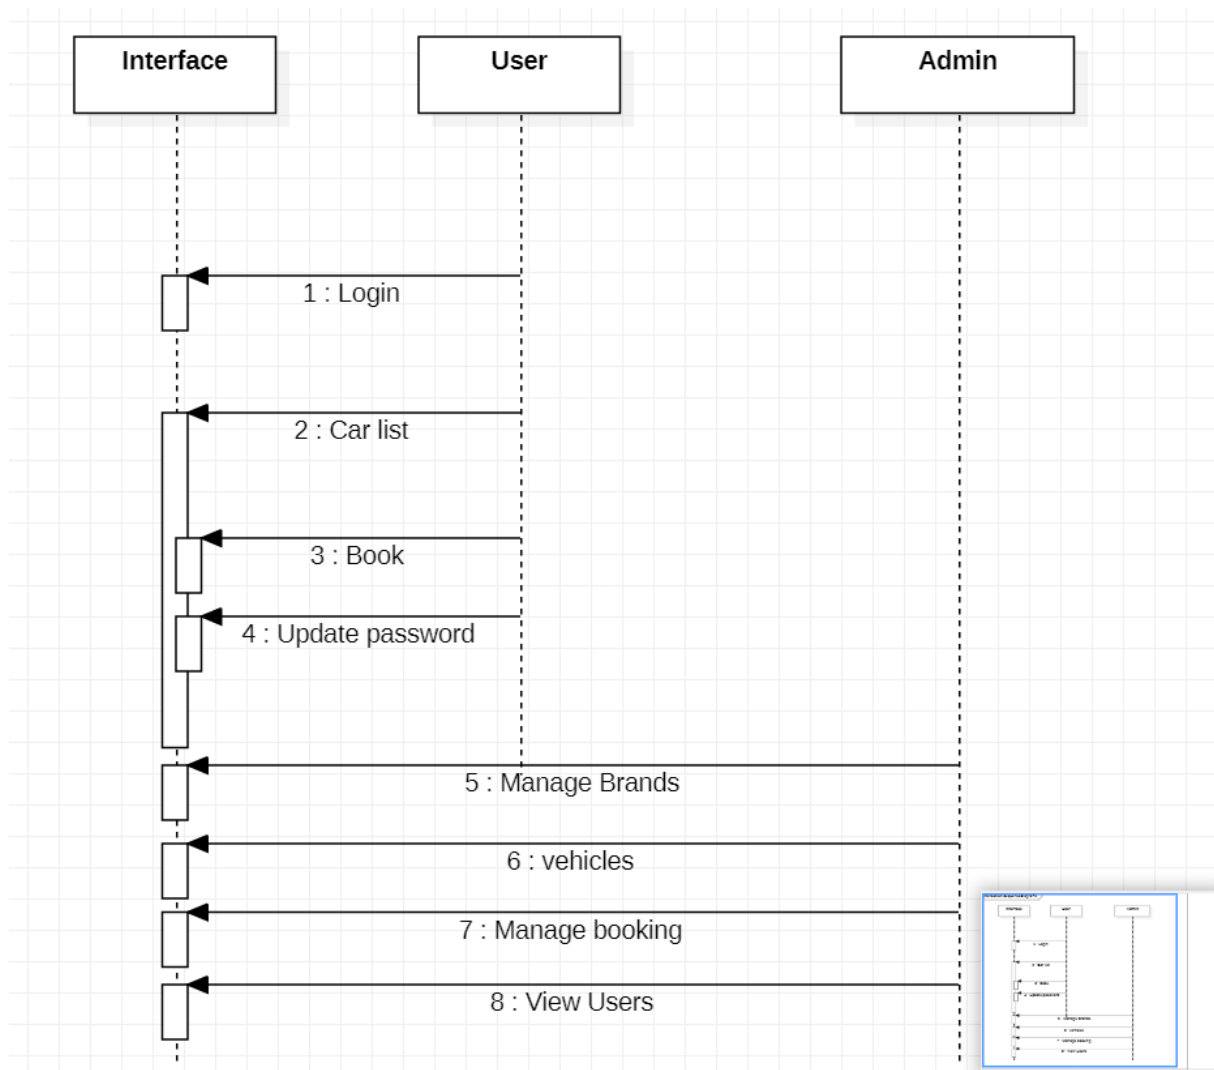 Interface
User
Admin
1 : Login
2 : Car list
3 : Book
4 : Update password
5 : Manage Brands
6 : vehicles
7 : Manage booking
8 : View Users